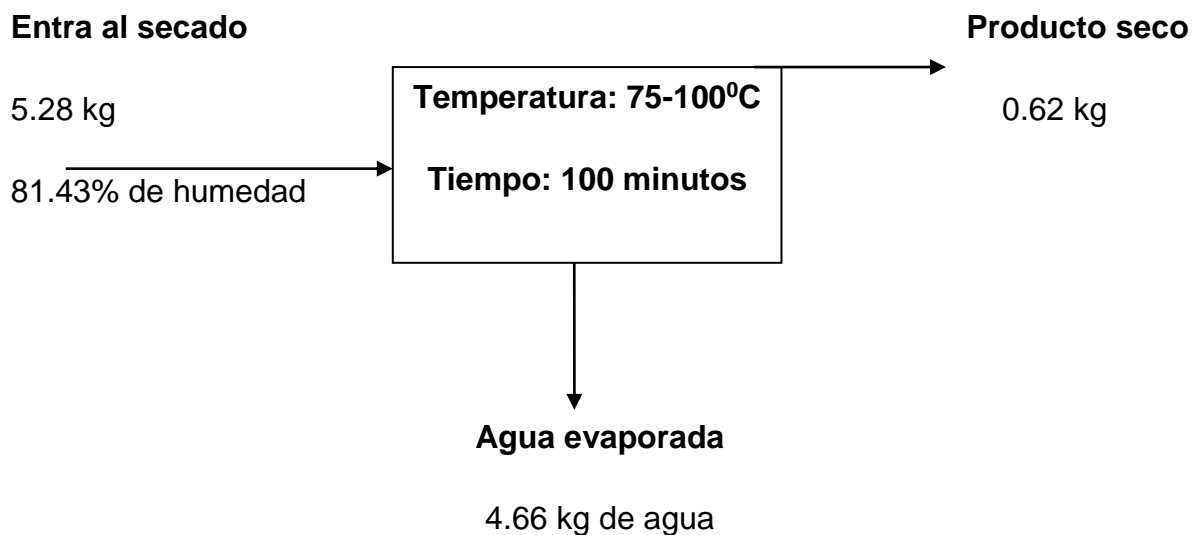 Entra al secado
Producto seco
5.28 kg
Temperatura: 75-100⁰C
0.62 kg
81.43% de humedad
Tiempo: 100 minutos
Agua evaporada
4.66 kg de agua